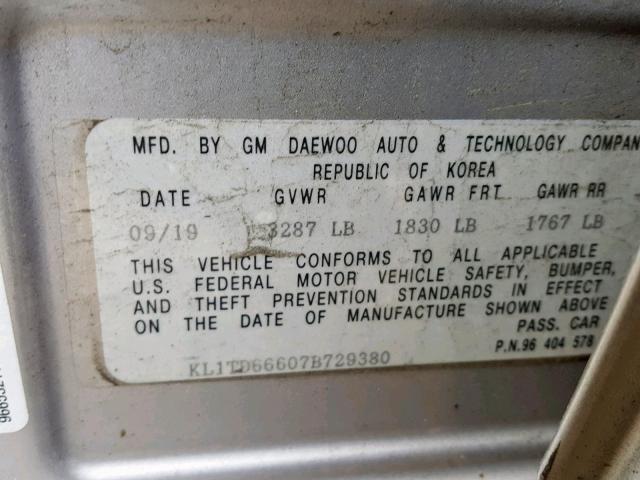 MFD. BY GM DAEWOO AUTO & TECHNOLOGY COMPAN
REPUBLIC OF KOREA
DATE GVWR GAWR FRT GAWR RR
09/19 3287 LB 1830 LB 1767 LB
THIS VEHICLE CONFORMS TO ALL APPLICABLE
U.S. FEDERAL MOTOR VEHICLE SAFETY, BUMPER,
AND THEFT PREVENTION STANDARDS IN EFFECT
ON THE DATE OF MANUFACTURE SHOWN ABOVE
PASS. CAR
P.N.96 404 578
KL1TD66607B729380